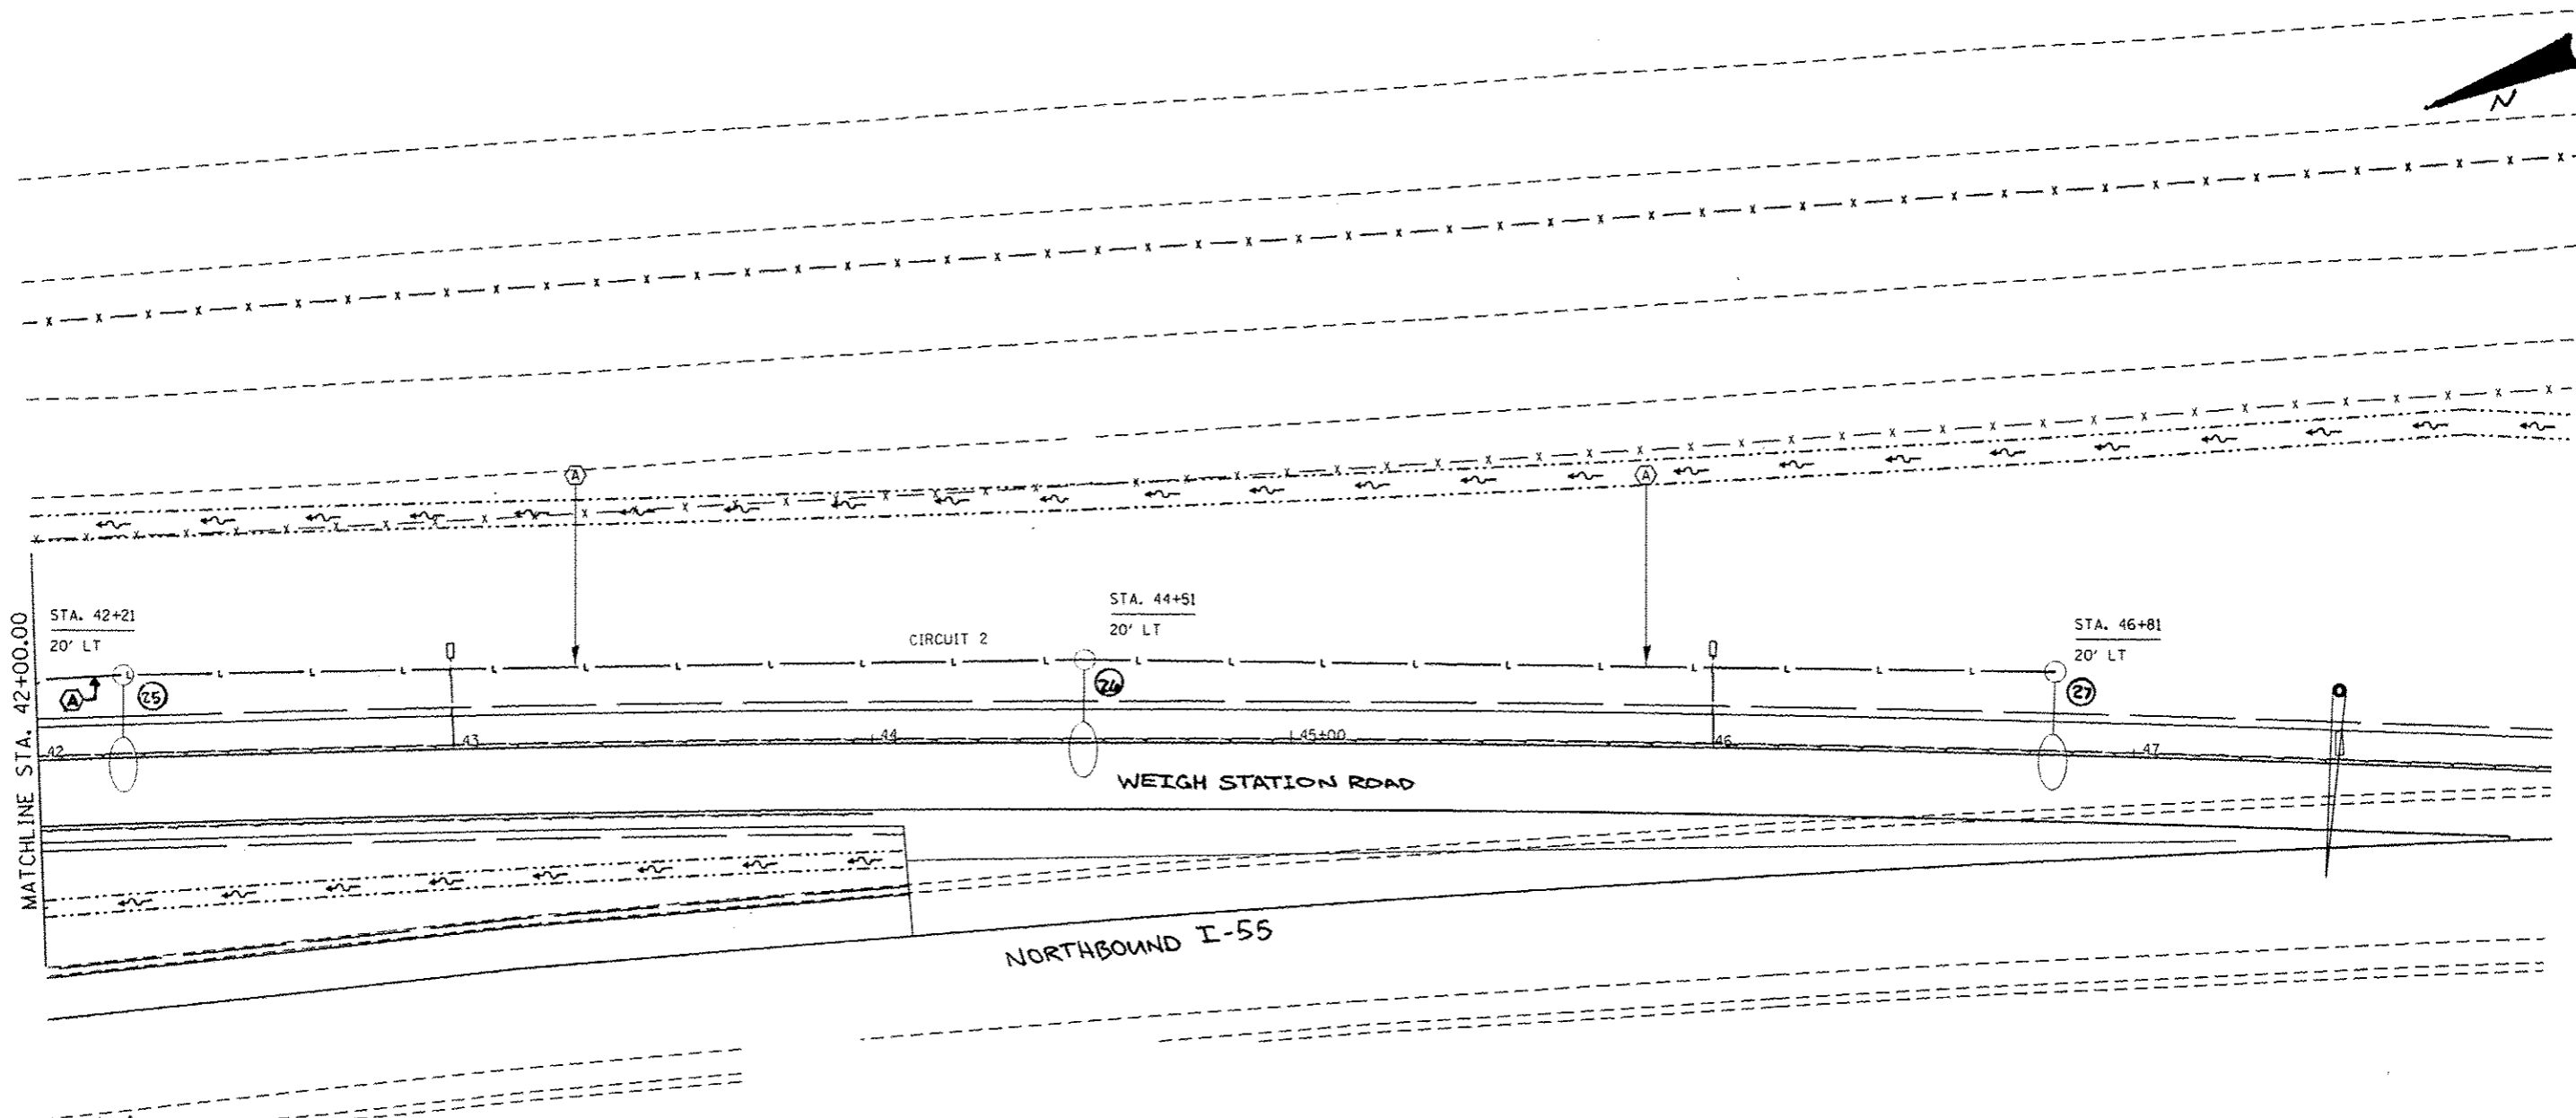 N
A
A
STA. 42+21
20' LT
A
25
CIRCUIT 2
STA. 44+51
20' LT
26
STA. 46+81
20' LT
27
MATCHLINE STA. 42+00.00
42
43
44
45+00
46
47
WEIGH STATION ROAD
NORTHBOUND I-55